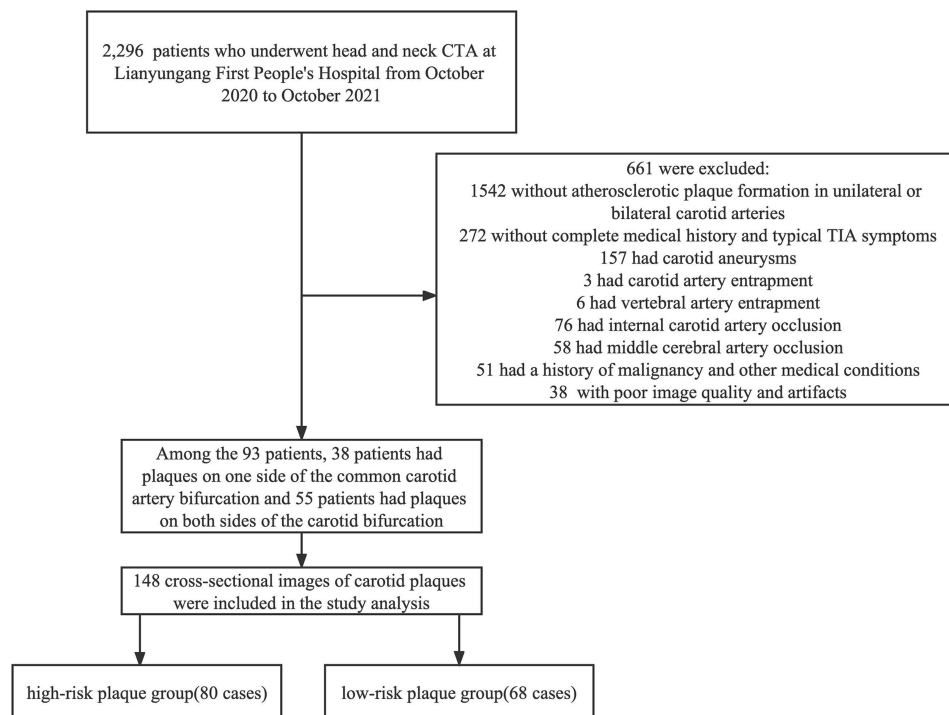 2,296 patients who underwent head and neck CTA at
Lianyungang First People's Hospital from October
2020 to October 2021
661 were excluded:
1542 without atherosclerotic plaque formation in unilateral or
bilateral carotid arteries
272 without complete medical history and typical TIA symptoms
157 had carotid aneurysms
3 had carotid artery entrapment
6 had vertebral artery entrapment
76 had internal carotid artery occlusion
58 had middle cerebral artery occlusion
51 had a history of malignancy and other medical conditions
38 with poor image quality and artifacts
Among the 93 patients, 38 patients had
plaques on one side of the common carotid
artery bifurcation and 55 patients had plaques
on both sides of the carotid bifurcation
148 cross-sectional images of carotid plaques
were included in the study analysis
high-risk plaque group(80 cases)
low-risk plaque group(68 cases)